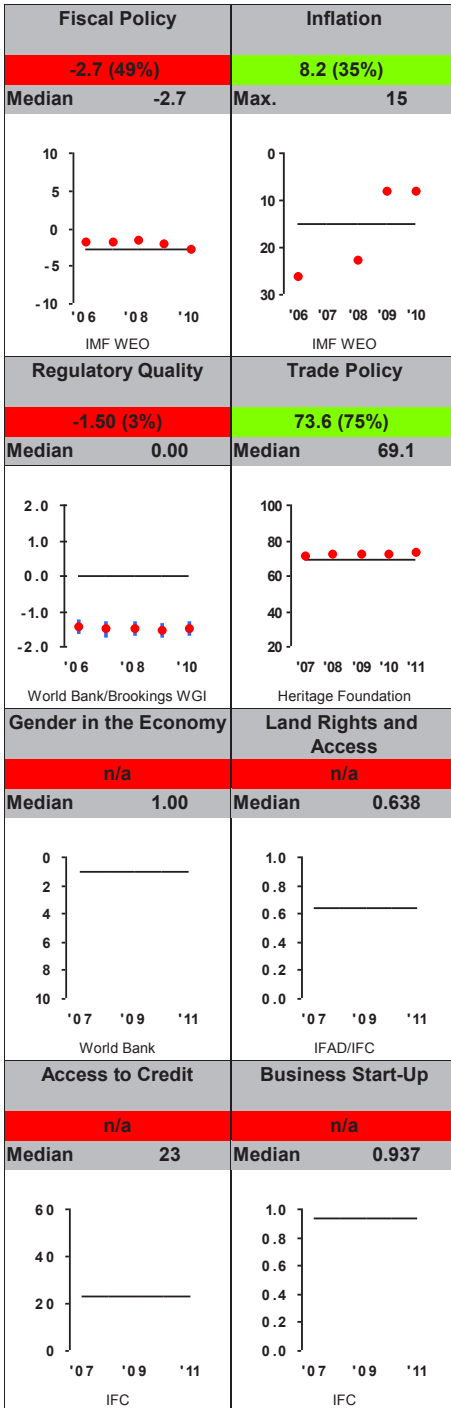 Fiscal Policy
-2.7 (49%)
Median -2.7
10
5
0
-5
-10
'06 '08 '10
IMF WEO
Inflation
8.2 (35%)
Max. 15
0
10
20
30
'06 '07 '08 '09 '10
IMF WEO
Regulatory Quality
-1.50 (3%)
Median 0.00
2.0
1.0
0.0
-1.0
-2.0
'06 '08 '10
World Bank/Brookings WGI
Trade Policy
73.6 (75%)
Median 69.1
100
80
60
40
20
'07 '08 '09 '10 '11
Heritage Foundation
Gender in the Economy
n/a
Median 1.00
0
2
4
6
8
10
'07 '09 '11
World Bank
Land Rights and
Access
n/a
Median 0.638
1.0
0.8
0.6
0.4
0.2
0.0
'07 '09 '11
IFAD/IFC
Access to Credit
n/a
Median 23
60
40
20
0
'07 '09 '11
IFC
Business Start-Up
n/a
Median 0.937
1.0
0.8
0.6
0.4
0.2
0.0
'07 '09 '11
IFC